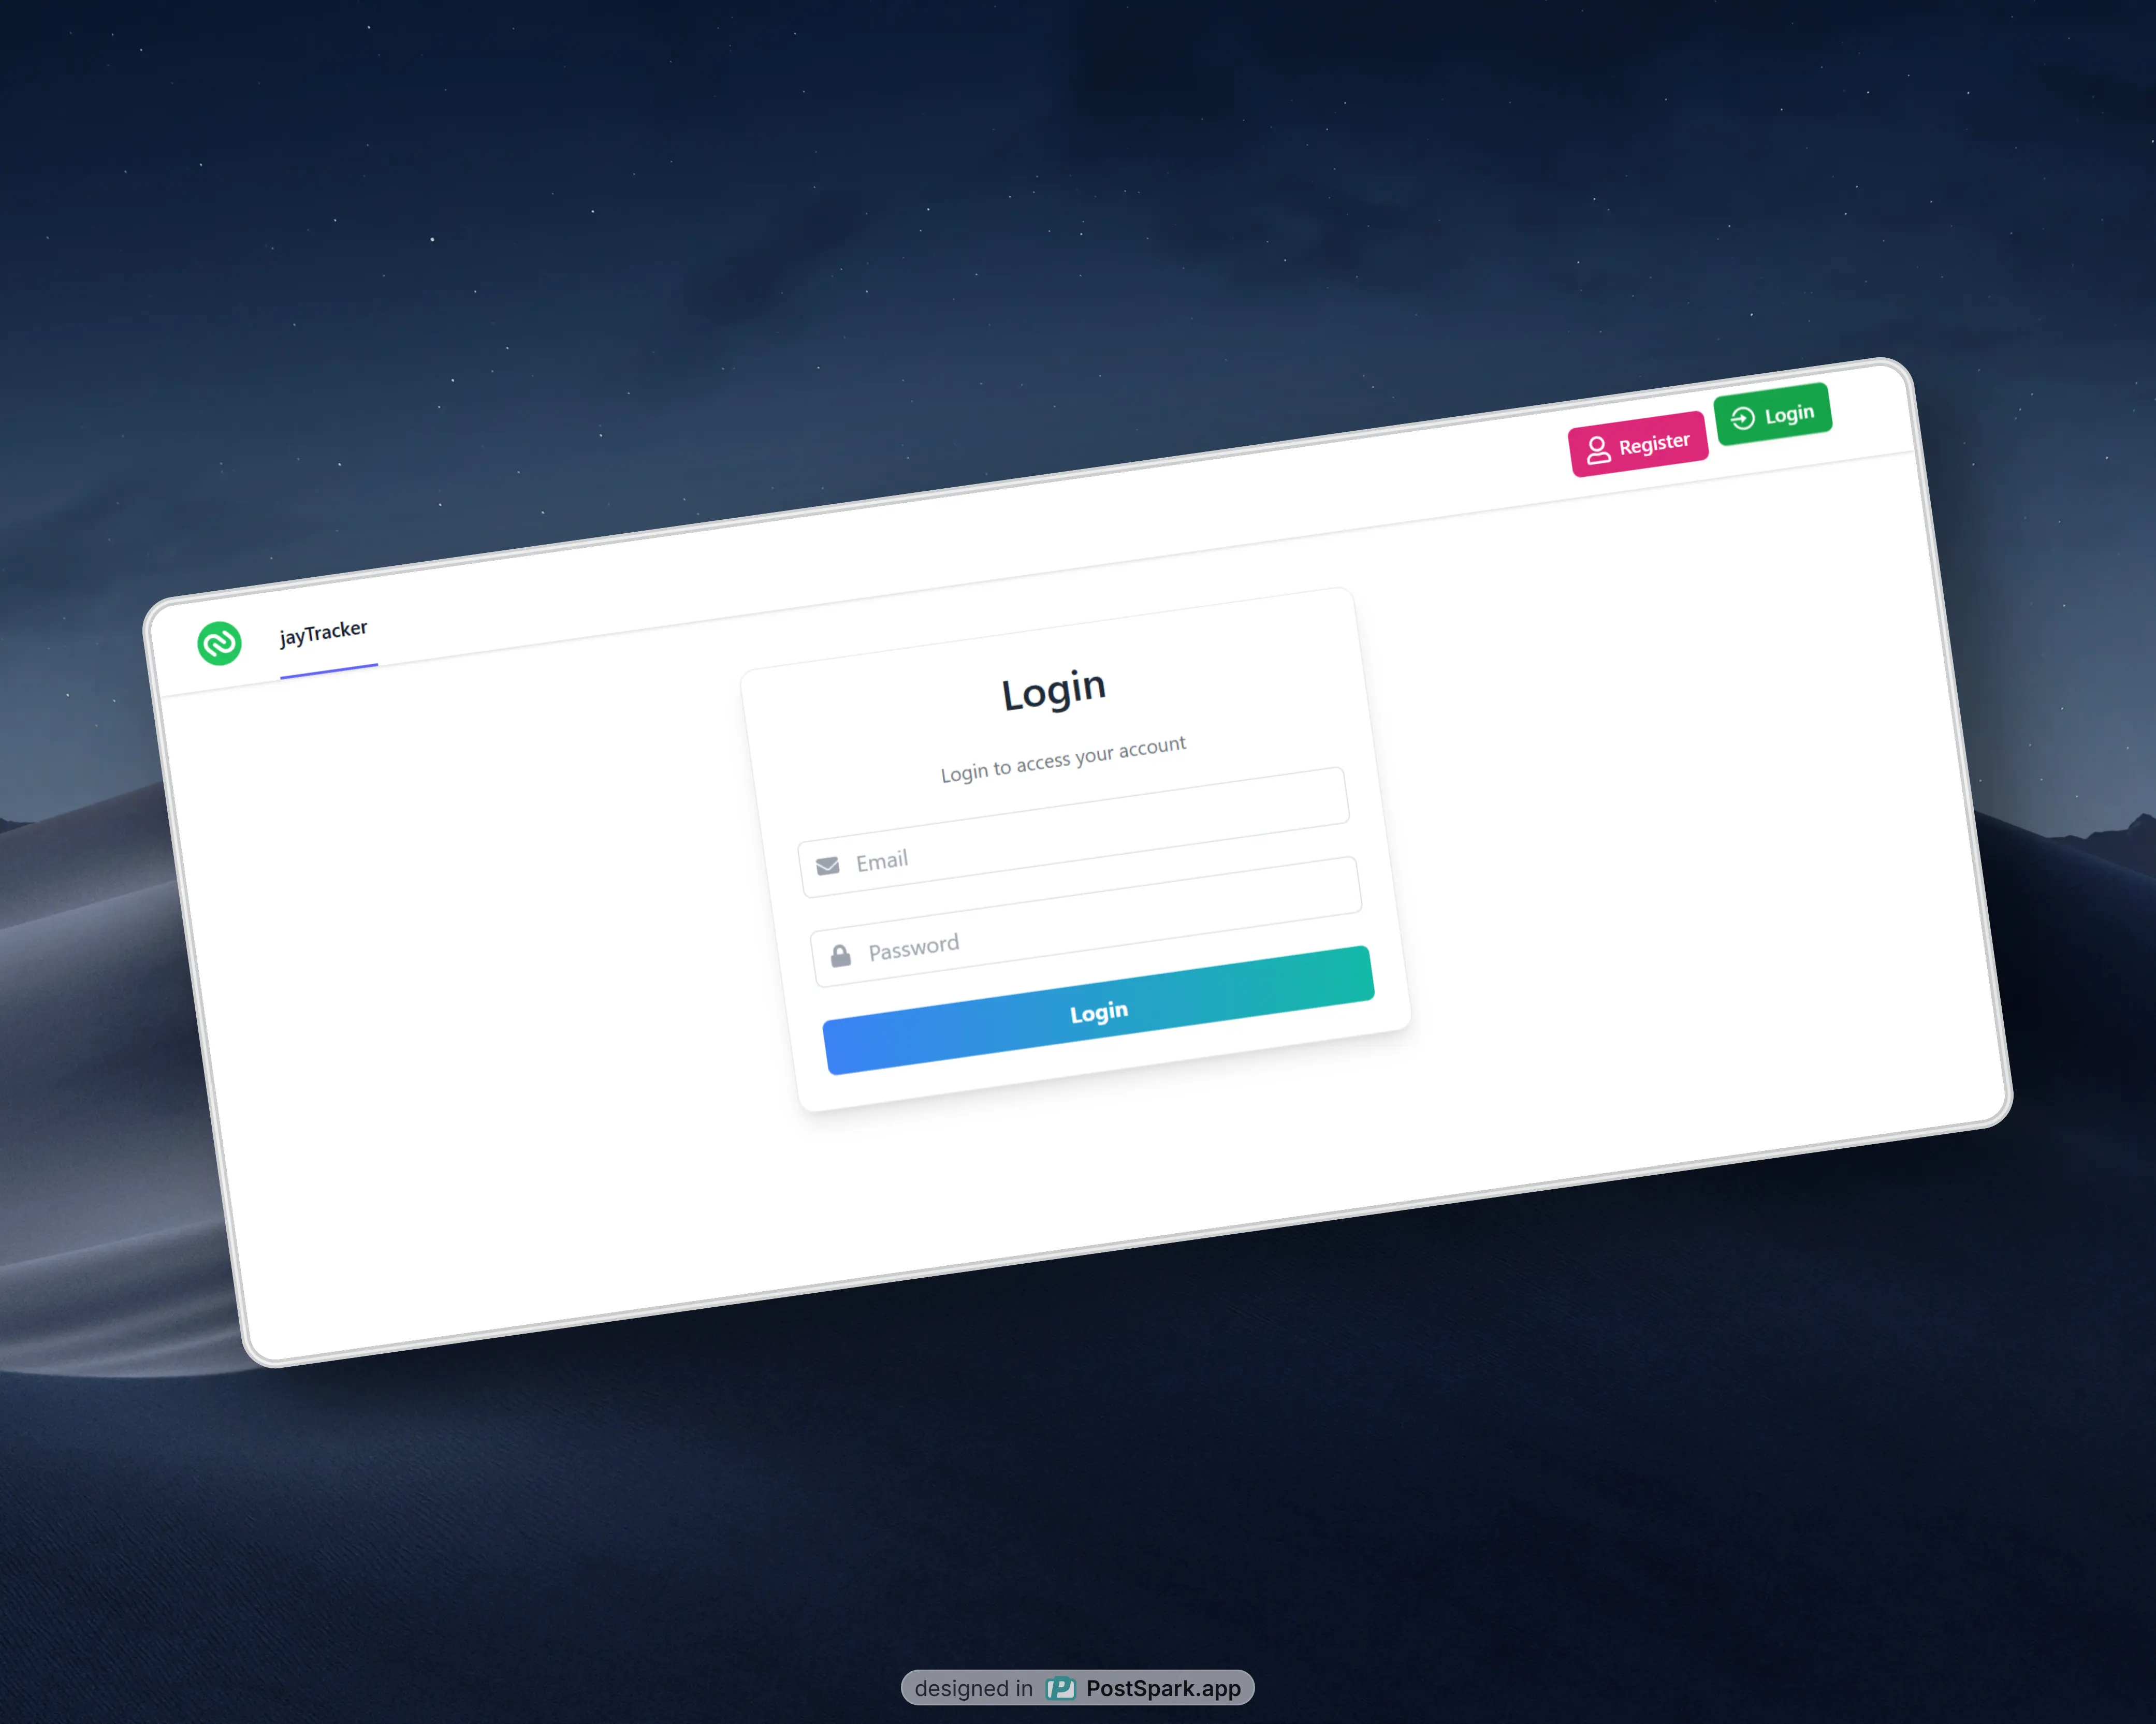 jayTracker
Register
Login
Login
Login to access your account
Email
Password
Login
designed in PostSpark.app